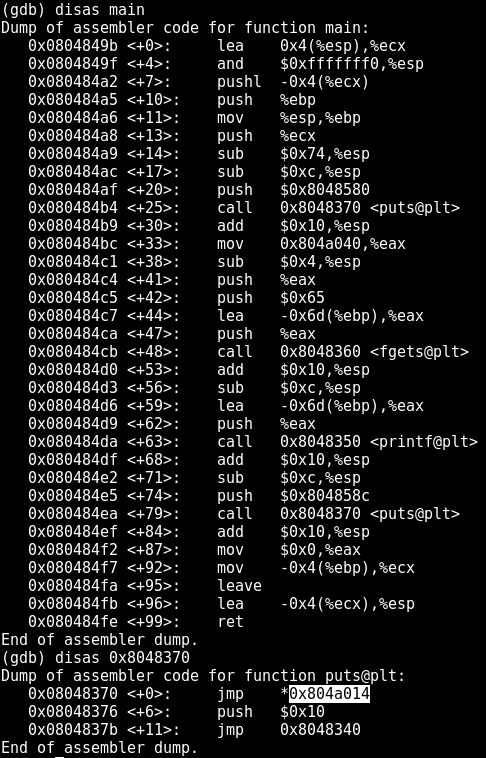 (gdb) disas main
Dump of assembler code for function main:
   0x0804849b <+0>:     lea    0x4(%esp),%ecx
   0x0804849f <+4>:     and    $0xfffffff0,%esp
   0x080484a2 <+7>:     pushl  -0x4(%ecx)
   0x080484a5 <+10>:    push   %ebp
   0x080484a6 <+11>:    mov    %esp,%ebp
   0x080484a8 <+13>:    push   %ecx
   0x080484a9 <+14>:    sub    $0x74,%esp
   0x080484ac <+17>:    sub    $0xc,%esp
   0x080484af <+20>:    push   $0x8048580
   0x080484b4 <+25>:    call   0x8048370 <puts@plt>
   0x080484b9 <+30>:    add    $0x10,%esp
   0x080484bc <+33>:    mov    0x804a040,%eax
   0x080484c1 <+38>:    sub    $0x4,%esp
   0x080484c4 <+41>:    push   %eax
   0x080484c5 <+42>:    push   $0x65
   0x080484c7 <+44>:    lea    -0x6d(%ebp),%eax
   0x080484ca <+47>:    push   %eax
   0x080484cb <+48>:    call   0x8048360 <fgets@plt>
   0x080484d0 <+53>:    add    $0x10,%esp
   0x080484d3 <+56>:    sub    $0xc,%esp
   0x080484d6 <+59>:    lea    -0x6d(%ebp),%eax
   0x080484d9 <+62>:    push   %eax
   0x080484da <+63>:    call   0x8048350 <printf@plt>
   0x080484df <+68>:    add    $0x10,%esp
   0x080484e2 <+71>:    sub    $0xc,%esp
   0x080484e5 <+74>:    push   $0x804858c
   0x080484ea <+79>:    call   0x8048370 <puts@plt>
   0x080484ef <+84>:    add    $0x10,%esp
   0x080484f2 <+87>:    mov    $0x0,%eax
   0x080484f7 <+92>:    mov    -0x4(%ebp),%ecx
   0x080484fa <+95>:    leave
   0x080484fb <+96>:    lea    -0x4(%ecx),%esp
   0x080484fe <+99>:    ret
End of assembler dump.
(gdb) disas 0x8048370
Dump of assembler code for function puts@plt:
   0x08048370 <+0>:     jmp    *0x804a014
   0x08048376 <+6>:     push   $0x10
   0x0804837b <+11>:    jmp    0x8048340
End of assembler dump.